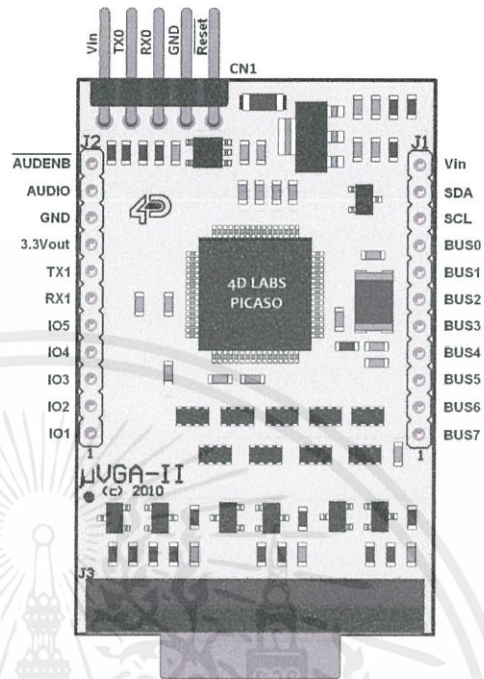 Vin
TX0
RX0
GND
Reset
CN1
J2
J1
AUDENB
AUDIO
GND
3.3Vout
TX1
RX1
IO5
IO4
IO3
IO2
IO1
1
4D
4D LABS
PICASO
Vin
SDA
SCL
BUS0
BUS1
BUS2
BUS3
BUS4
BUS5
BUS6
BUS7
1
µVGA-II
(c) 2010
J3